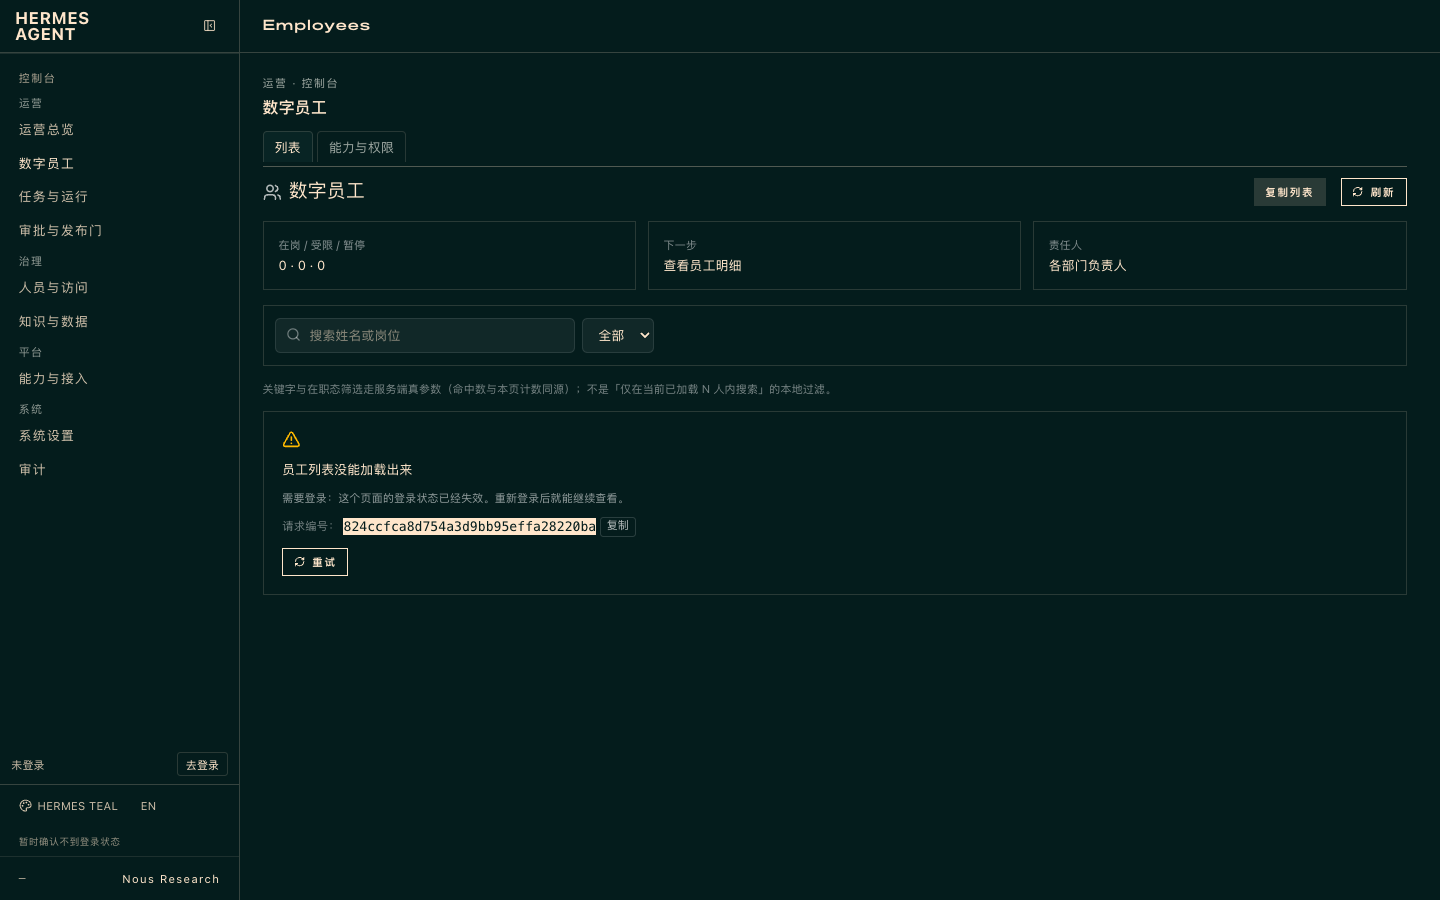 HERMES
AGENT
Employees
控制台
运营
运营总览
数字员工
任务与运行
审批与发布门
治理
人员与访问
知识与数据
平台
能力与接入
系统
系统设置
审计
未登录
去登录
HERMES TEAL
EN
暂时确认不到登录状态
—
Nous Research
运营 · 控制台
数字员工
列表
能力与权限
数字员工
复制列表
刷新
在岗 / 受限 / 暂停
0 · 0 · 0
下一步
查看员工明细
责任人
各部门负责人
搜索姓名或岗位
全部
关键字与在职态筛选走服务端真参数（命中数与本页计数同源）；不是「仅在当前已加载 N 人内搜索」的本地过滤。
员工列表没能加载出来
需要登录：这个页面的登录状态已经失效。重新登录后就能继续查看。
请求编号： 824ccfca8d754a3d9bb95effa28220ba 复制
重试